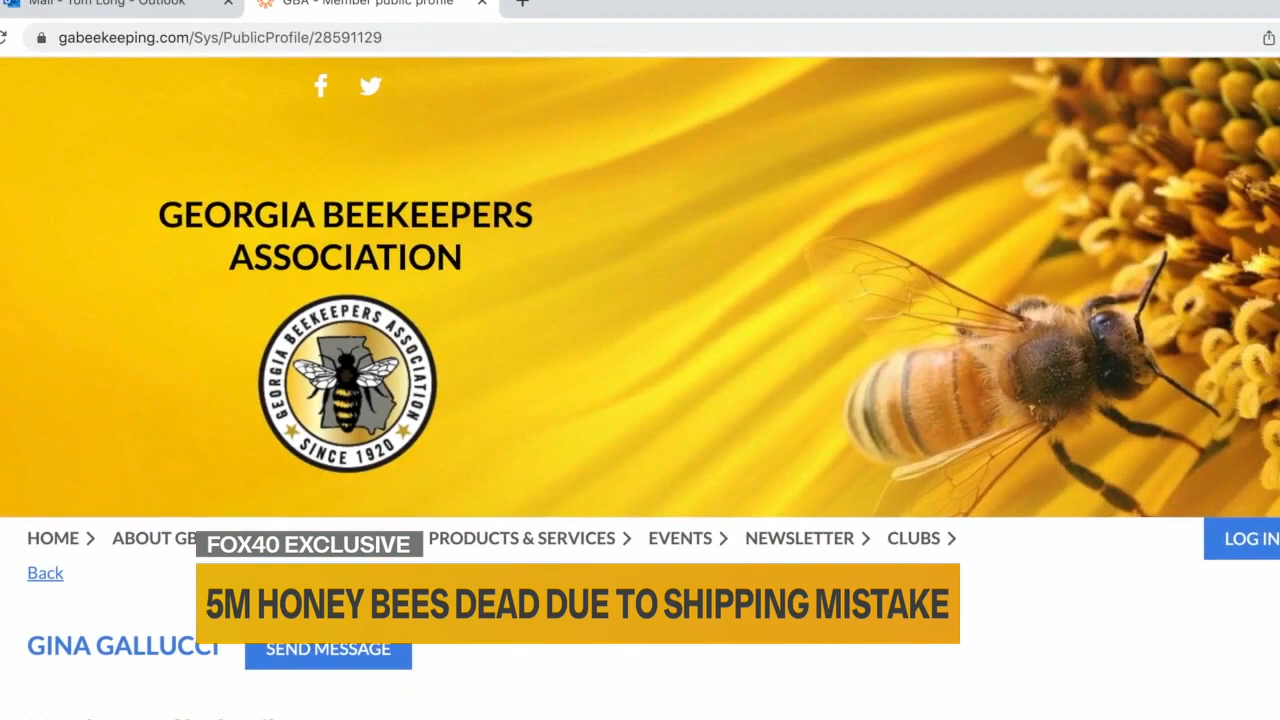 Mail - Tom Long - Outlook
GBA - Member public profile
gabeekeeping.com/Sys/PublicProfile/28591129
GEORGIA BEEKEEPERS
ASSOCIATION
GEORGIA BEEKEEPERS ASSOCIATION
SINCE 1920
HOME ABOUT GB PRODUCTS & SERVICES EVENTS NEWSLETTER CLUBS LOG IN
FOX40 EXCLUSIVE
Back
5M HONEY BEES DEAD DUE TO SHIPPING MISTAKE
GINA GALLUCCI SEND MESSAGE